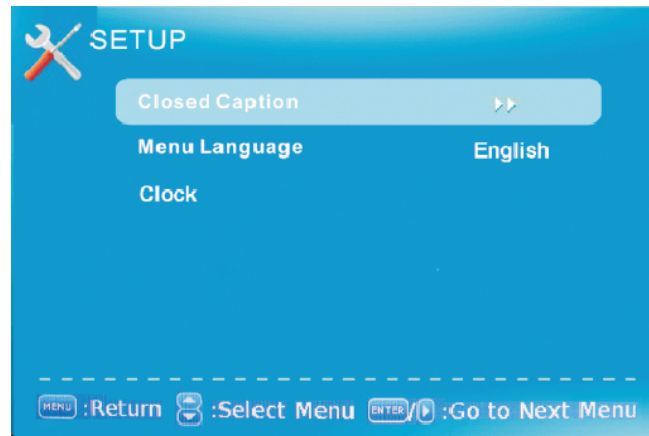 SETUP
Closed Caption
Menu Language English
Clock
MENU :Return :Select Menu ENTER/ :Go to Next Menu